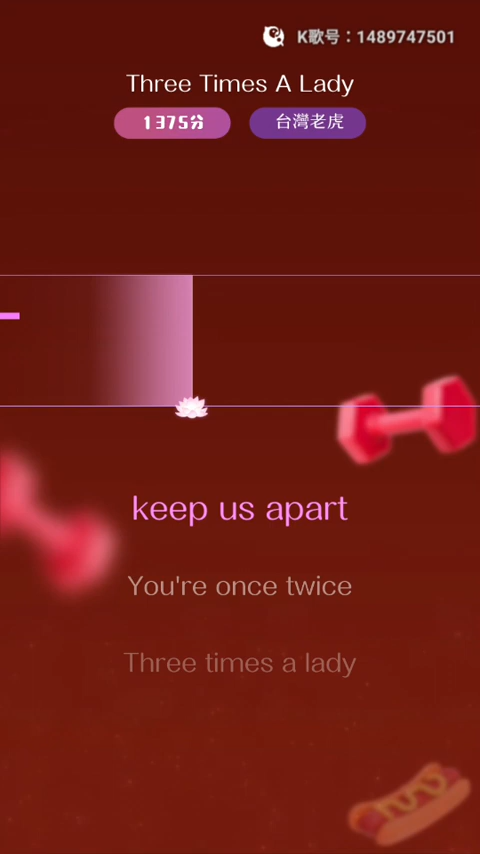 K歌号：1489747501
Three Times A Lady
1375分 台灣老虎
keep us apart
You're once twice
Three times a lady